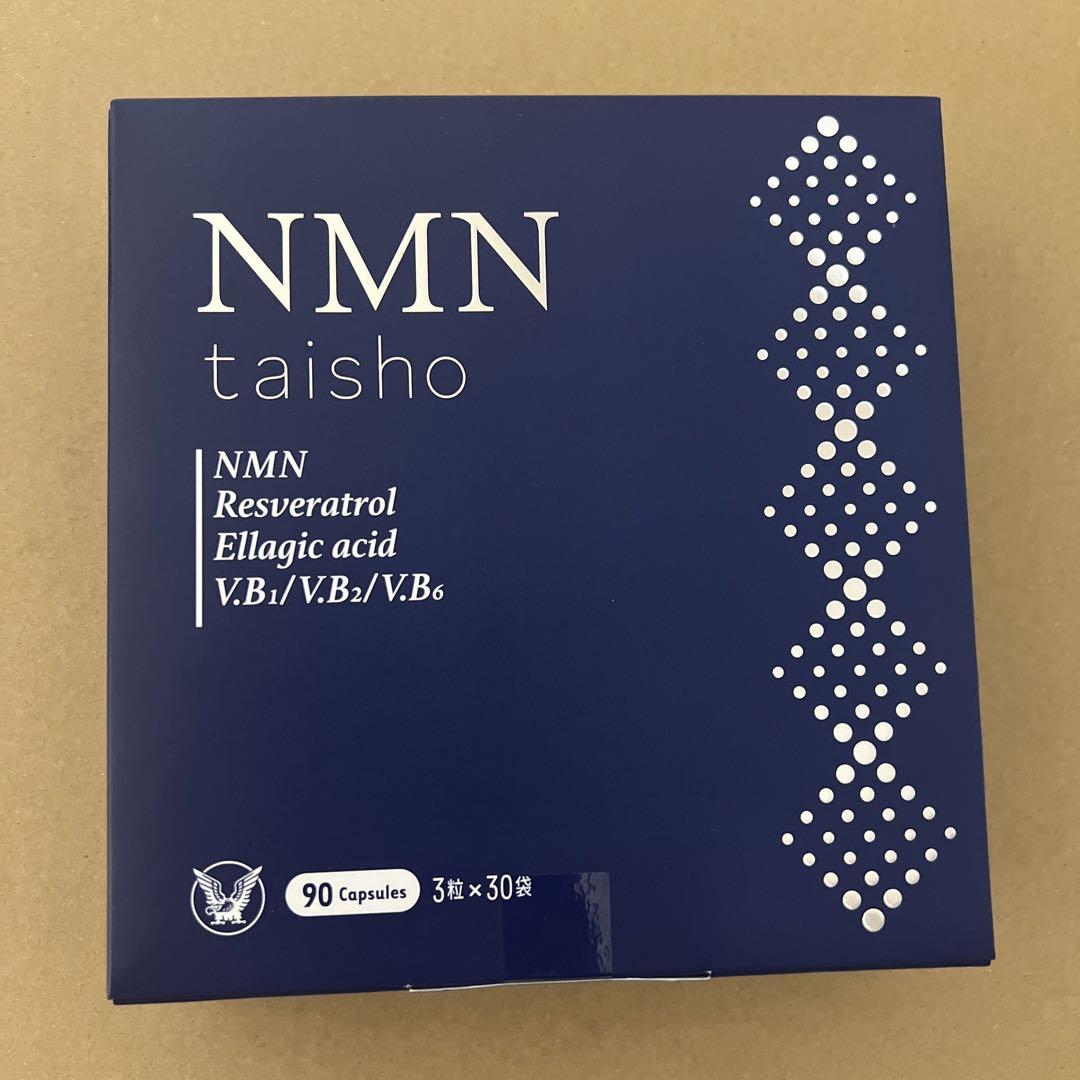 NMN
taisho
NMN
Resveratrol
Ellagic acid
V.B1/V.B2/V.B6
90 Capsules 3粒×30袋